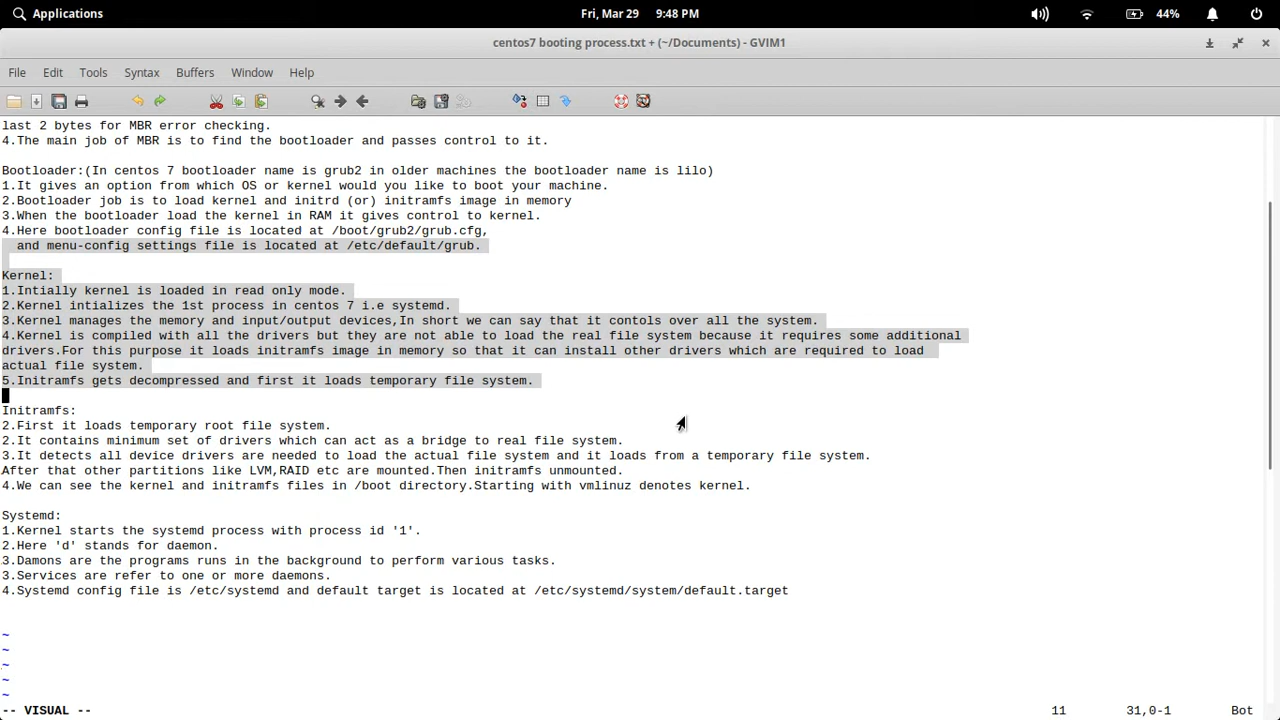 Applications
Fri, Mar 29 9:48 PM
44%
centos7 booting process.txt + (~/Documents) - GVIM1
File Edit Tools Syntax Buffers Window Help
last 2 bytes for MBR error checking.
4.The main job of MBR is to find the bootloader and passes control to it.
Bootloader:(In centos 7 bootloader name is grub2 in older machines the bootloader name is lilo)
1.It gives an option from which OS or kernel would you like to boot your machine.
2.Bootloader job is to load kernel and initrd (or) initramfs image in memory
3.When the bootloader load the kernel in RAM it gives control to kernel.
4.Here bootloader config file is located at /boot/grub2/grub.cfg,
and menu-config settings file is located at /etc/default/grub.
Kernel:
1.Intially kernel is loaded in read only mode.
2.Kernel intializes the 1st process in centos 7 i.e systemd.
3.Kernel manages the memory and input/output devices,In short we can say that it contols over all the system.
4.Kernel is compiled with all the drivers but they are not able to load the real file system because it requires some additional
drivers.For this purpose it loads initramfs image in memory so that it can install other drivers which are required to load
actual file system.
5.Initramfs gets decompressed and first it loads temporary file system.
Initramfs:
2.First it loads temporary root file system.
2.It contains minimum set of drivers which can act as a bridge to real file system.
3.It detects all device drivers are needed to load the actual file system and it loads from a temporary file system.
After that other partitions like LVM,RAID etc are mounted.Then initramfs unmounted.
4.We can see the kernel and initramfs files in /boot directory.Starting with vmlinuz denotes kernel.
Systemd:
1.Kernel starts the systemd process with process id '1'.
2.Here 'd' stands for daemon.
3.Damons are the programs runs in the background to perform various tasks.
3.Services are refer to one or more daemons.
4.Systemd config file is /etc/systemd and default target is located at /etc/systemd/system/default.target
~
~
~
~
~
-- VISUAL -- 11 31,0-1 Bot